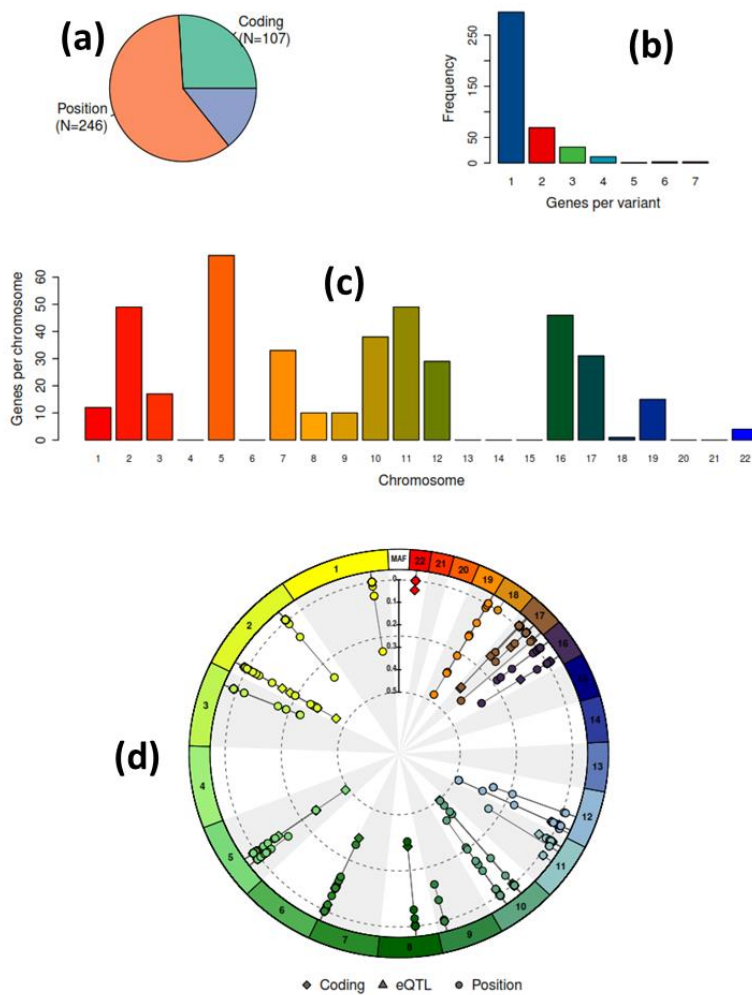 (a)
Coding
(N=107)
Position
(N=246)
(b)
Frequency
0
50
150
250
1 2 3 4 5 6 7
Genes per variant
(c)
Genes per chromosome
0
10
20
30
40
50
60
1 2 3 4 5 6 7 8 9 10 11 12 13 14 15 16 17 18 19 20 21 22
Chromosome
(d)
MAF
22
21
20
19
18
17
16
14
13
12
11
10
9
8
7
6
5
4
3
2
1
0
0.1
0.2
0.3
0.4
0.5
Coding eQTL Position